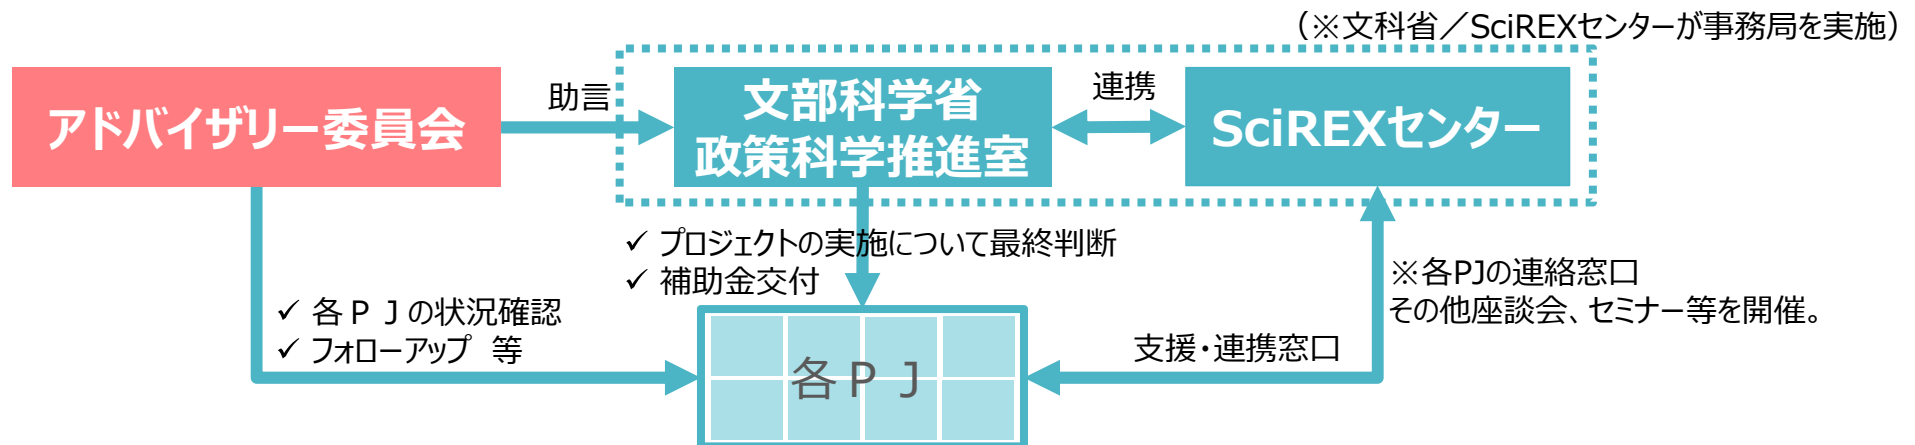 （※文科省／SciREXセンターが事務局を実施）
アドバイザリー委員会
助言
文部科学省
政策科学推進室
連携
SciREXセンター
✓ プロジェクトの実施について最終判断
✓ 補助金交付
※各PJの連絡窓口
その他座談会、セミナー等を開催。
✓ 各ＰＪの状況確認
✓ フォローアップ　等
支援・連携窓口
各ＰＪ